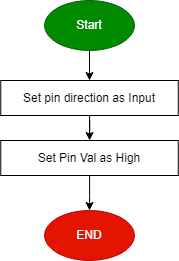 Start
Set pin direction as Input
Set Pin Val as High
END